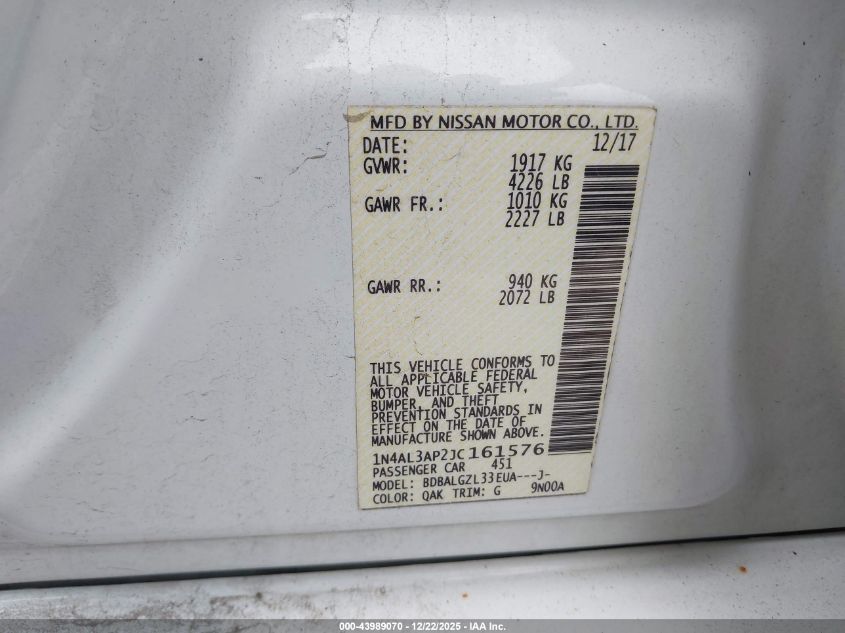 MFD BY NISSAN MOTOR CO., LTD.
DATE: 12/17
GVWR: 1917 KG
4226 LB
GAWR FR.: 1010 KG
2227 LB
GAWR RR.: 940 KG
2072 LB
THIS VEHICLE CONFORMS TO
ALL APPLICABLE FEDERAL
MOTOR VEHICLE SAFETY,
BUMPER, AND THEFT
PREVENTION STANDARDS IN
EFFECT ON THE DATE OF
MANUFACTURE SHOWN ABOVE.
1N4AL3AP2JC161576
PASSENGER CAR 451
MODEL: BDBALGZL33EUA---J-
COLOR: QAK TRIM: G 9N00A
000-43989070 - 12/22/2025 - IAA Inc.